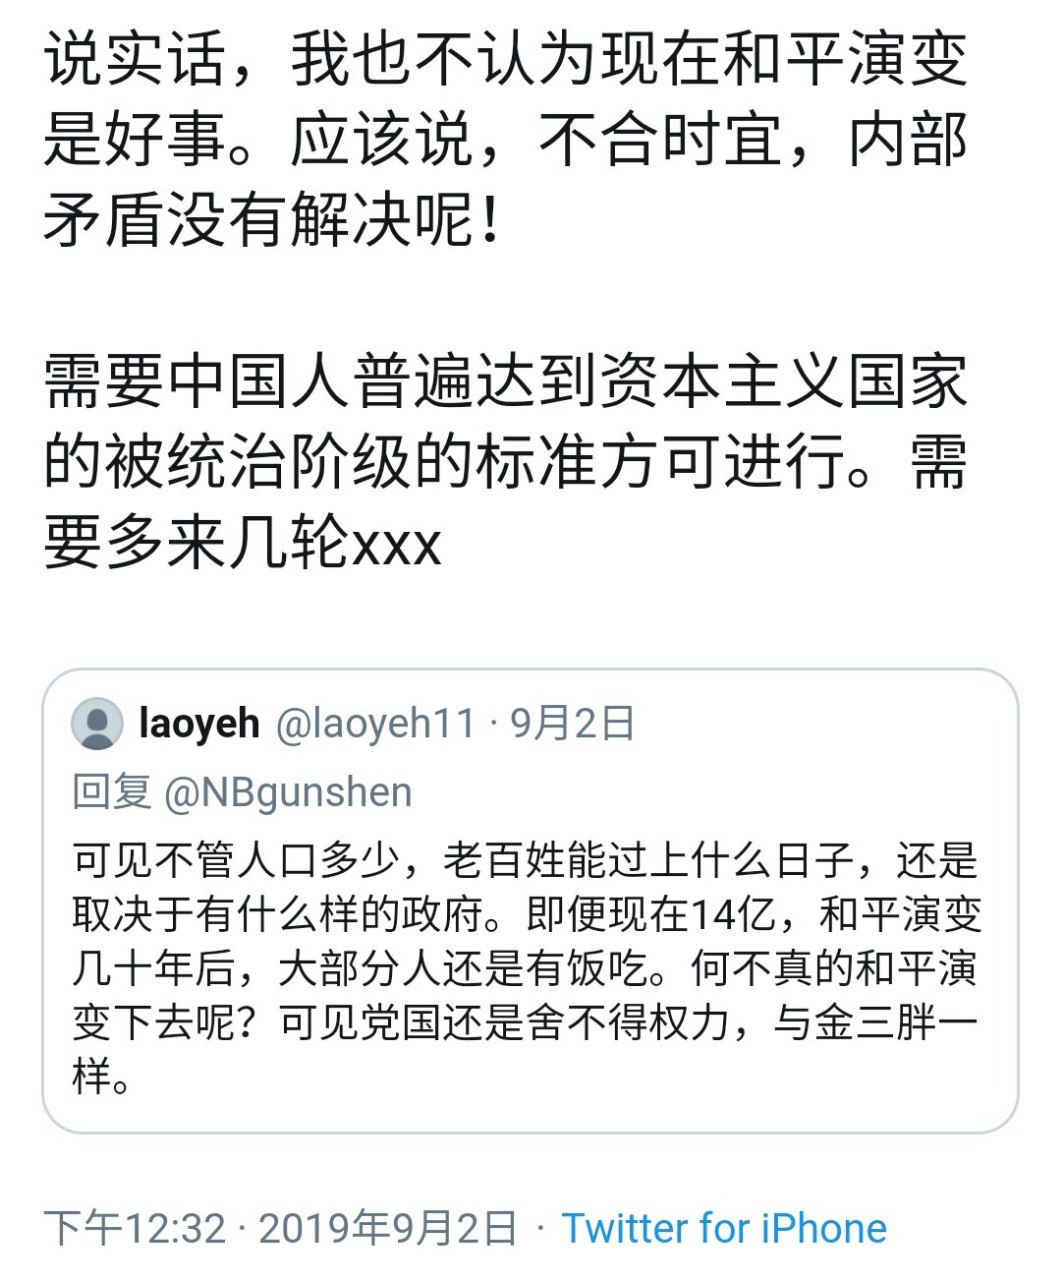 说实话，我也不认为现在和平演变
是好事。应该说，不合时宜，内部
矛盾没有解决呢！
需要中国人普遍达到资本主义国家
的被统治阶级的标准方可进行。需
要多来几轮xxx
laoyeh @laoyeh11 · 9月2日
回复 @NBgunshen
可见不管人口多少，老百姓能过上什么日子，还是
取决于有什么样的政府。即便现在14亿，和平演变
几十年后，大部分人还是有饭吃。何不真的和平演
变下去呢？可见党国还是舍不得权力，与金三胖一
样。
下午12:32 · 2019年9月2日 · Twitter for iPhone